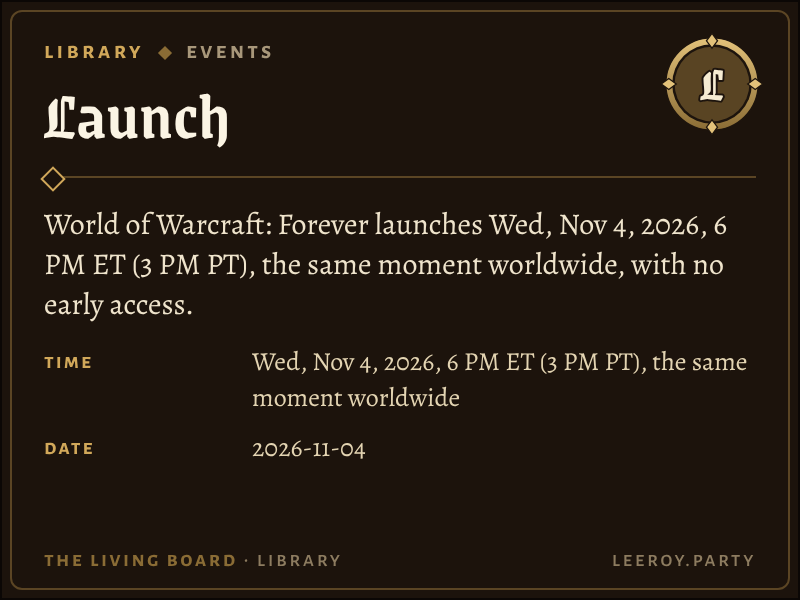 LIBRARY ◆ EVENTS
L
Launch
World of Warcraft: Forever launches Wed, Nov 4, 2026, 6
PM ET (3 PM PT), the same moment worldwide, with no
early access.
TIME Wed, Nov 4, 2026, 6 PM ET (3 PM PT), the same
moment worldwide
DATE 2026-11-04
THE LIVING BOARD · LIBRARY LEEROY.PARTY